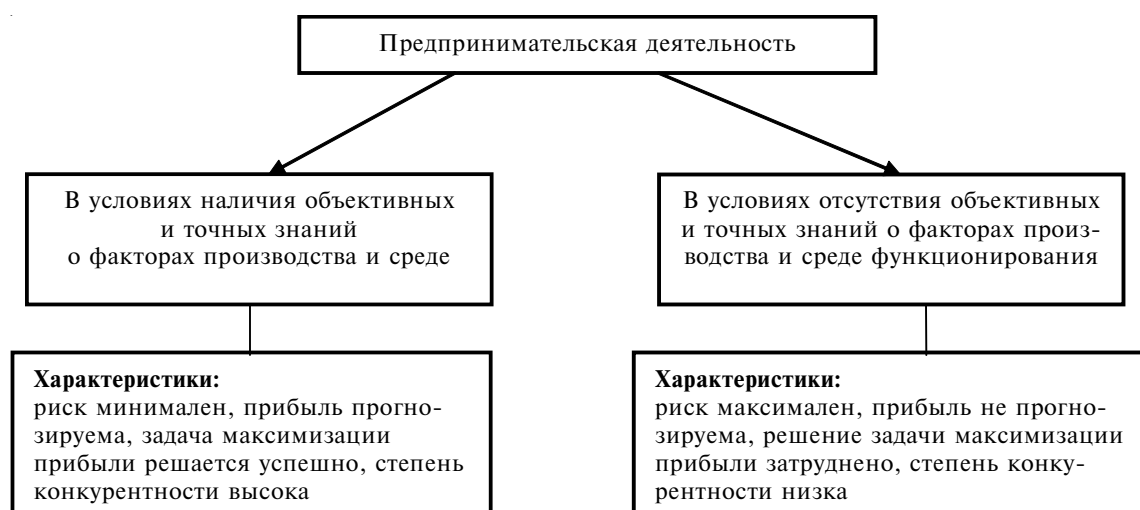 Предпринимательская деятельность
В условиях наличия объективных
и точных знаний
о факторах производства и среде
В условиях отсутствия объективных
и точных знаний о факторах произ-
водства и среде функционирования
Характеристики:
риск минимален, прибыль прогно-
зируема, задача максимизации
прибыли решается успешно, степень
конкурентности высока
Характеристики:
риск максимален, прибыль не прогно-
зируема, решение задачи максимизации
прибыли затруднено, степень конку-
рентности низка